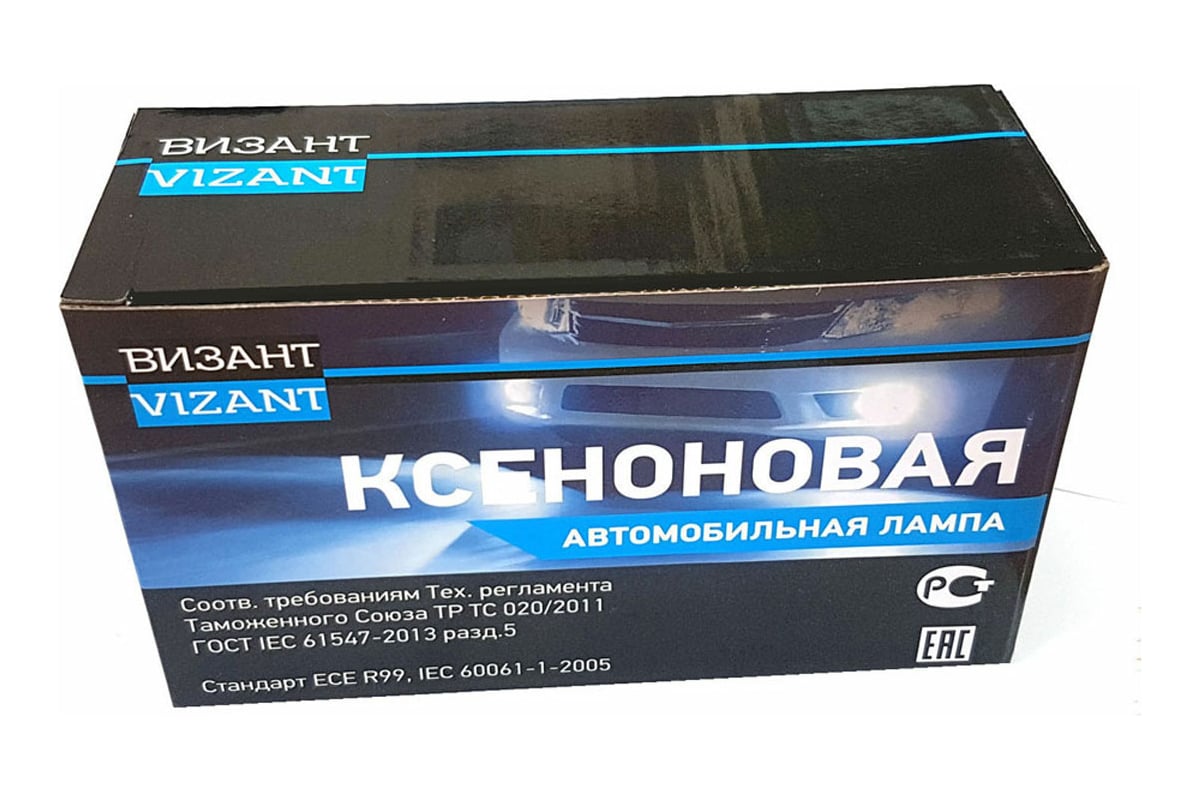 ВИЗАНТ
VIZANT
ВИЗАНТ
VIZANT
КСЕНОНОВАЯ
АВТОМОБИЛЬНАЯ ЛАМПА
Соотв. требованиям Тех. регламента
Таможенного Союза ТР ТС 020/2011
ГОСТ IEC 61547-2013 разд.5
Стандарт ECE R99, IEC 60061-1-2005
РСТ
EAC